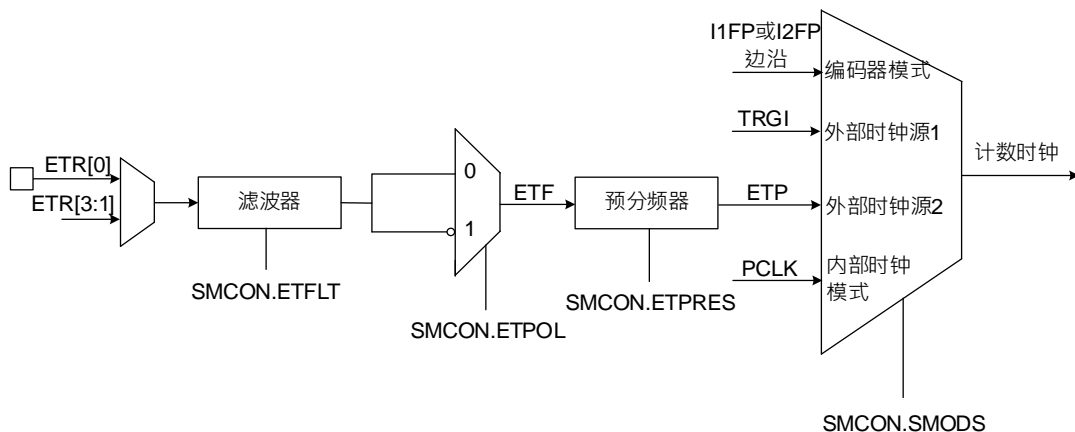 I1FP或I2FP
边沿
编码器模式
TRGI
外部时钟源1
计数时钟
ETR[0]
ETR[3:1]
滤波器
0
1
ETF
预分频器
ETP
外部时钟源2
PCLK
内部时钟
模式
SMCON.ETFLT
SMCON.ETPOL
SMCON.ETPRES
SMCON.SMODS